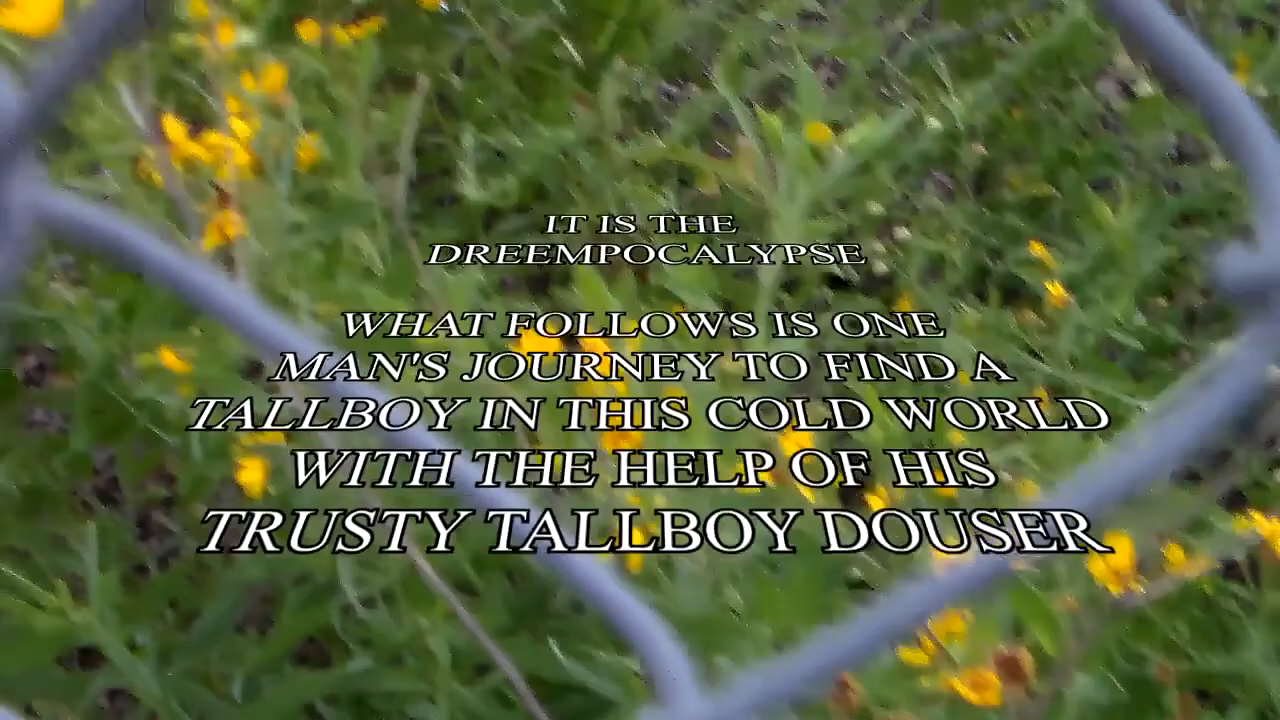 IT IS THE
DREEMPOCALYPSE
WHAT FOLLOWS IS ONE
MAN'S JOURNEY TO FIND A
TALLBOY IN THIS COLD WORLD
WITH THE HELP OF HIS
TRUSTY TALLBOY DOUSER